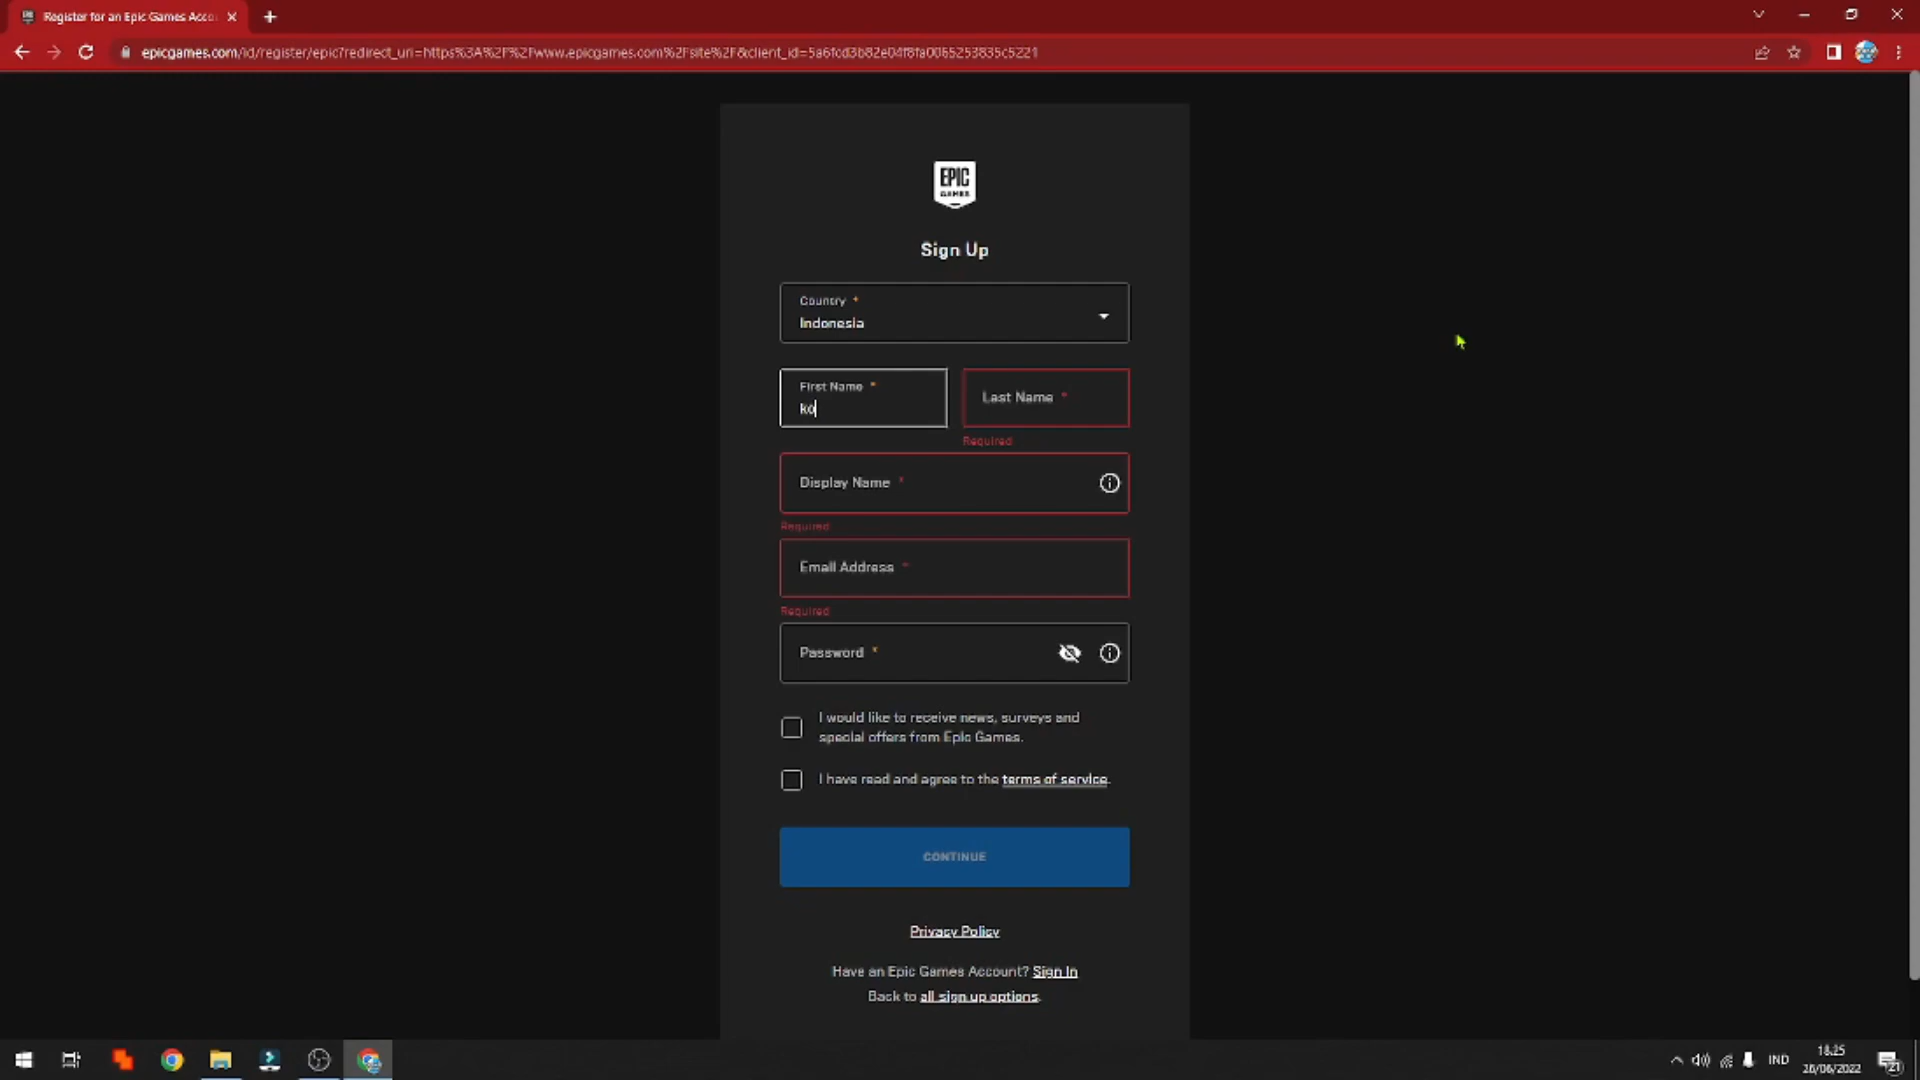 Register for an Epic Games Acco
epicgames.com/id/register/epic?redirect_uri=https%3A%2F%2Fwww.epicgames.com%2Fsite%2F&client_id=5a6fcd3b82e04f8fa0065253835c5221
EPIC
GAMES
Sign Up
Country *
Indonesia
First Name *
ko
Last Name *
Required
Display Name *
Required
Email Address *
Required
Password *
I would like to receive news, surveys and
special offers from Epic Games.
I have read and agree to the terms of service.
CONTINUE
Privacy Policy
Have an Epic Games Account? Sign In
Back to all sign up options.
IND
18.25
26/06/2022
21